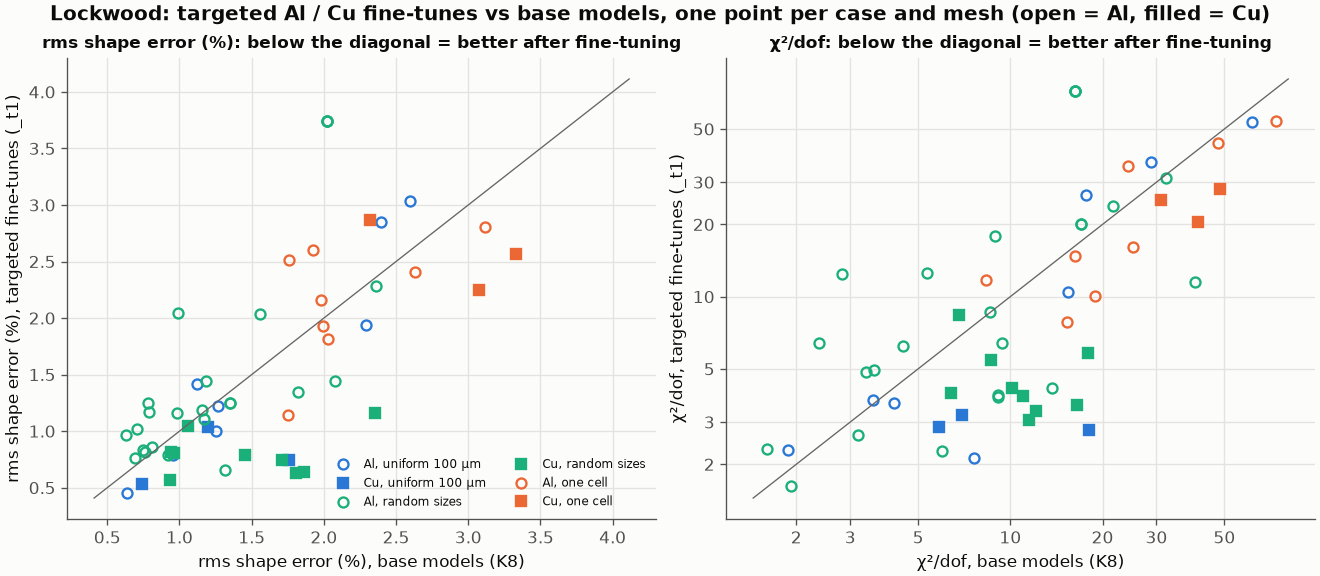 Lockwood: targeted Al / Cu fine-tunes vs base models, one point per case and mesh (open = Al, filled = Cu)
rms shape error (%): below the diagonal = better after fine-tuning
rms shape error (%), targeted fine-tunes (_t1)
4.0
3.5
3.0
2.5
2.0
1.5
1.0
0.5
0.5 1.0 1.5 2.0 2.5 3.0 3.5 4.0
rms shape error (%), base models (K8)
Al, uniform 100 µm
Cu, uniform 100 µm
Al, random sizes
Cu, random sizes
Al, one cell
Cu, one cell
χ²/dof: below the diagonal = better after fine-tuning
χ²/dof, targeted fine-tunes (_t1)
50
30
20
10
5
3
2
2 3 5 10 20 30 50
χ²/dof, base models (K8)